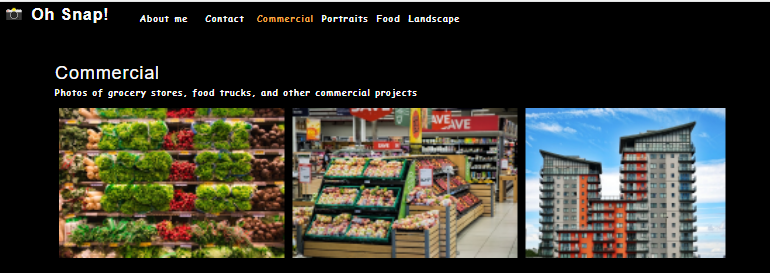 Oh Snap!
About me Contact Commercial Portraits Food Landscape
Commercial
Photos of grocery stores, food trucks, and other commercial projects
SAVE
SAVE